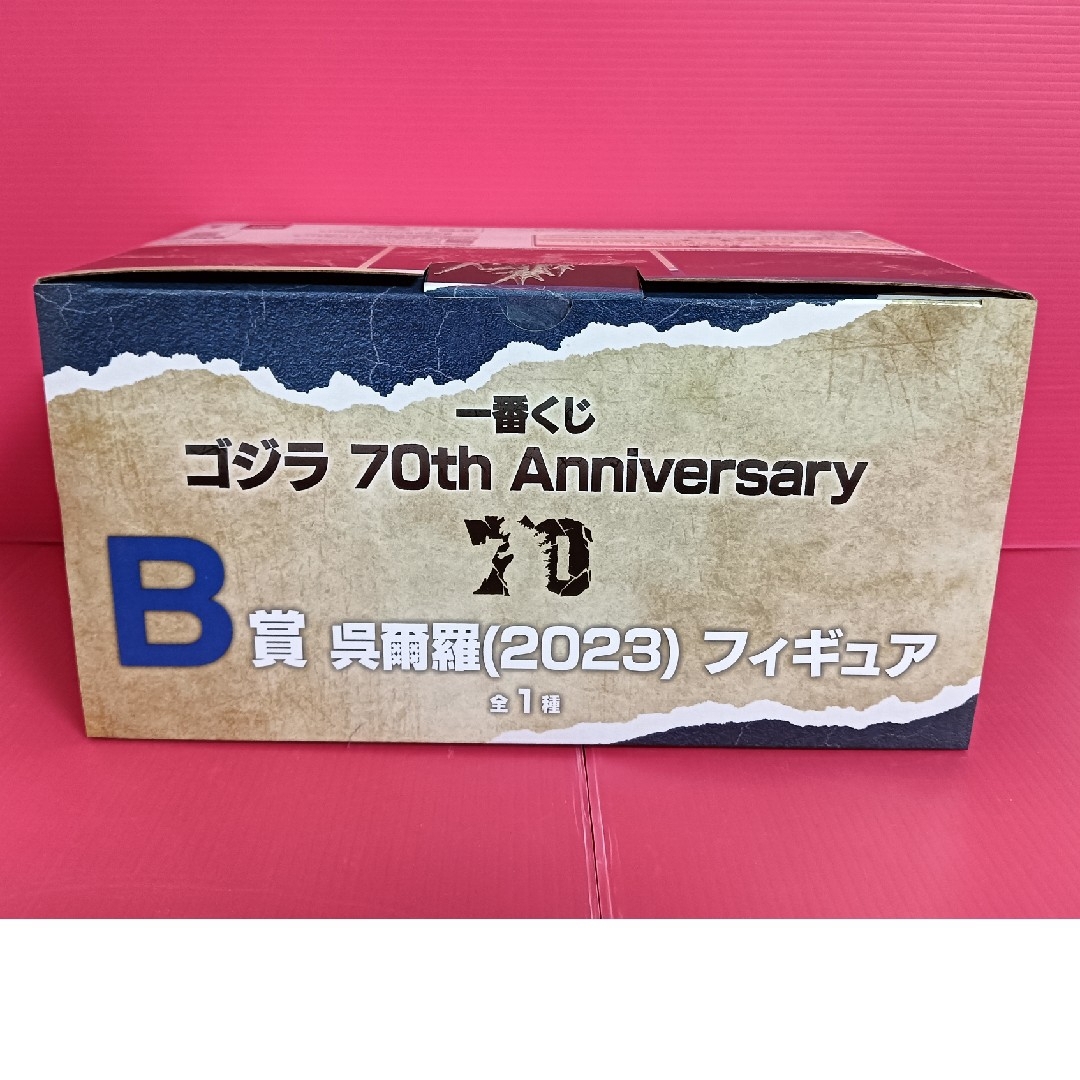 一番くじ
ゴジラ 70th Anniversary
70
B賞 呉爾羅(2023) フィギュア
全1種